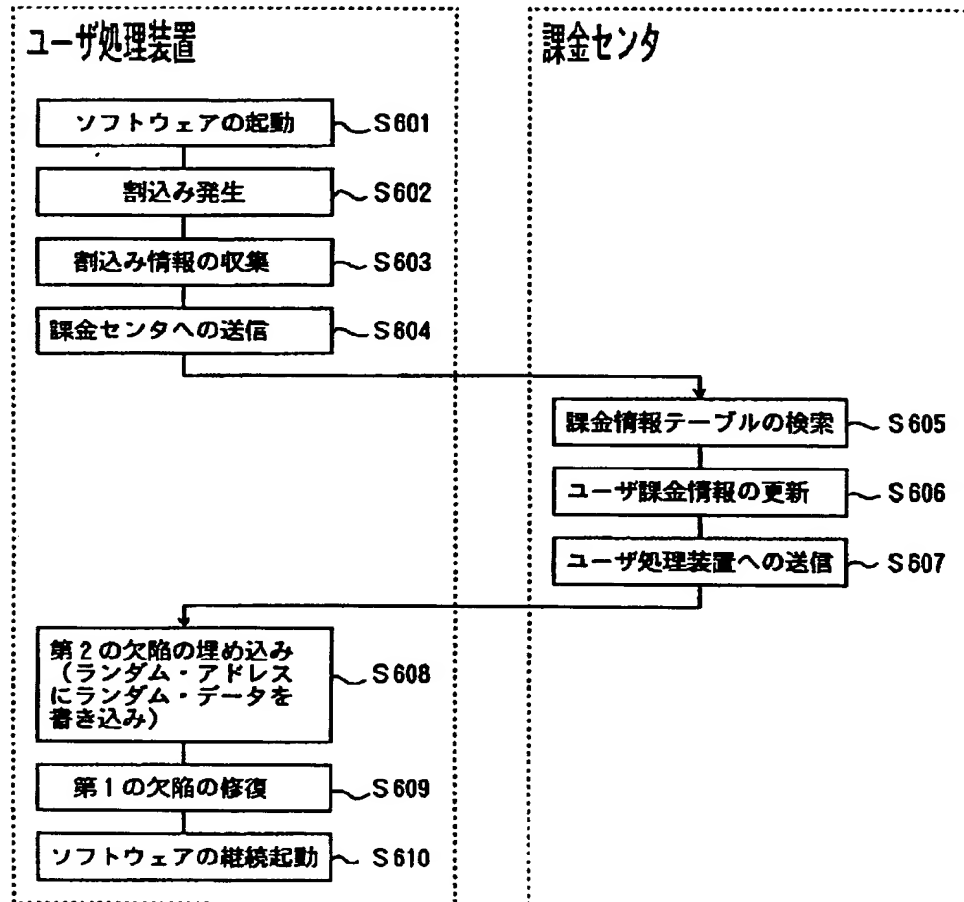 ユーザ処理装置
ソフトウェアの起動
S601
割込み発生
S602
割込み情報の収集
S603
課金センタへの送信
S604
課金センタ
課金情報テーブルの検索
S605
ユーザ課金情報の更新
S606
ユーザ処理装置への送信
S607
第2の欠陥の埋め込み
(ランダム・アドレス
にランダム・データを
書き込み)
S608
第1の欠陥の修復
S609
ソフトウェアの継続起動
S610